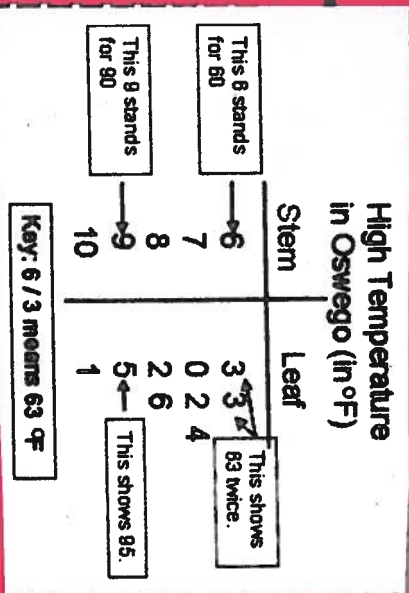 High Temperature
in Oswego (in °F)
Stem Leaf
This 6 stands
for 60
6 3 3
This shows
63 twice.
7 0 2 4
8 2 6
This 9 stands
for 90
9 5
This shows 95.
10 1
Key: 6 / 3 means 63 °F